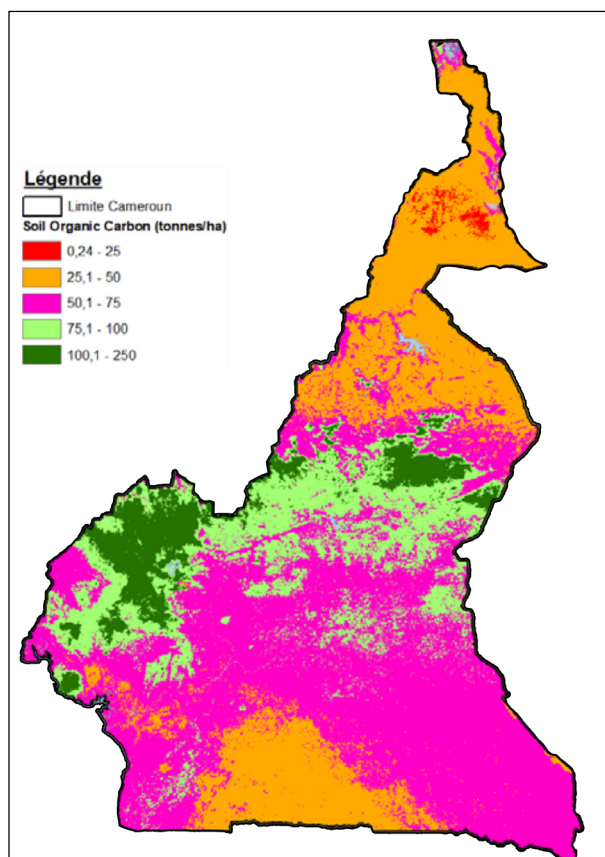 Légende
Limite Cameroun
Soil Organic Carbon (tonnes/ha)
0,24 - 25
25,1 - 50
50,1 - 75
75,1 - 100
100,1 - 250